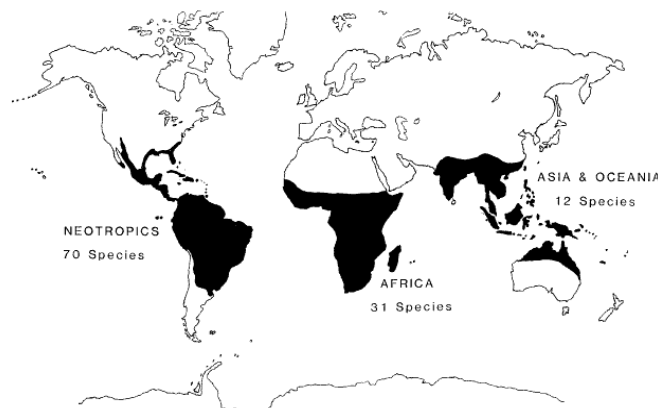 ASIA & OCEANIA
12 Species
NEOTROPICS
70 Species
AFRICA
31 Species